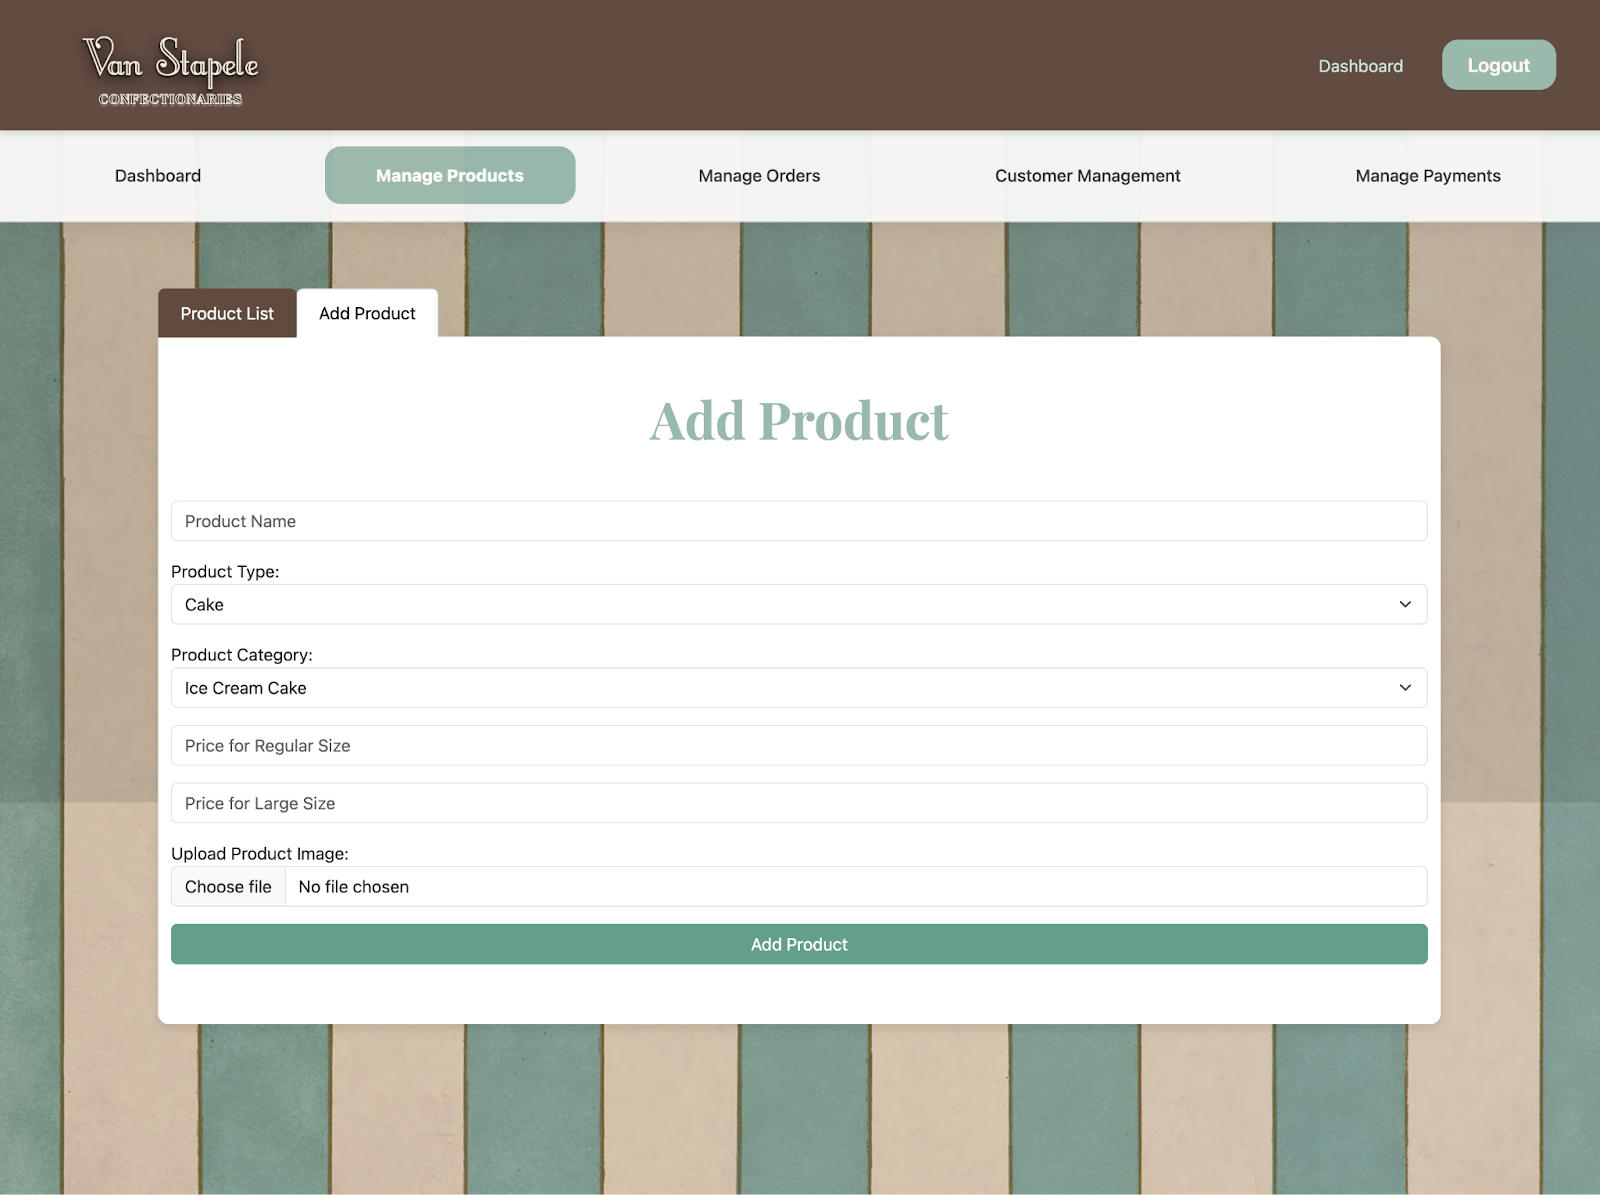 Van Stapele
CONFECTIONARIES
Dashboard
Logout
Dashboard
Manage Products
Manage Orders
Customer Management
Manage Payments
Product List
Add Product
Add Product
Product Name
Product Type:
Cake
Product Category:
Ice Cream Cake
Price for Regular Size
Price for Large Size
Upload Product Image:
Choose file No file chosen
Add Product